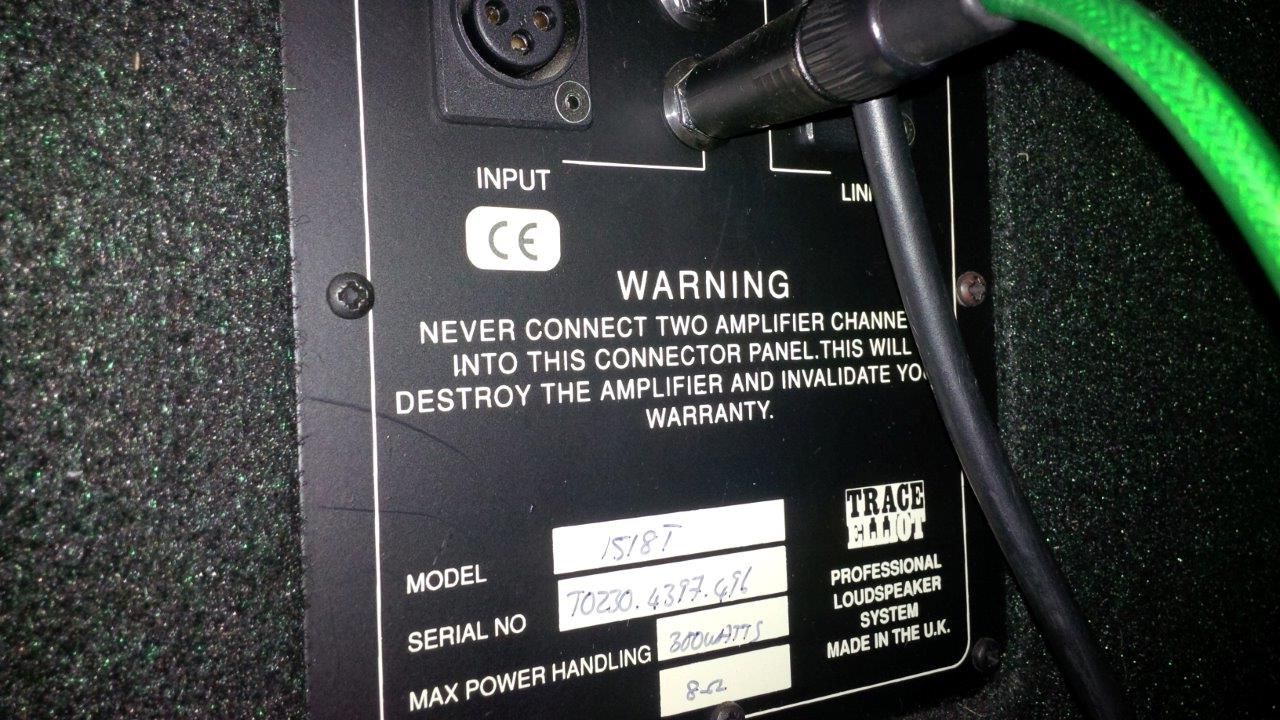 INPUT
LIN
CE
WARNING
NEVER CONNECT TWO AMPLIFIER CHANNE
INTO THIS CONNECTOR PANEL.THIS WILL
DESTROY THE AMPLIFIER AND INVALIDATE YO
WARRANTY.
TRACE
ELLIOT
PROFESSIONAL
LOUDSPEAKER
SYSTEM
MADE IN THE U.K.
MODEL 1518T
SERIAL NO T0230.4397.496
MAX POWER HANDLING 300WATTS
8Ω